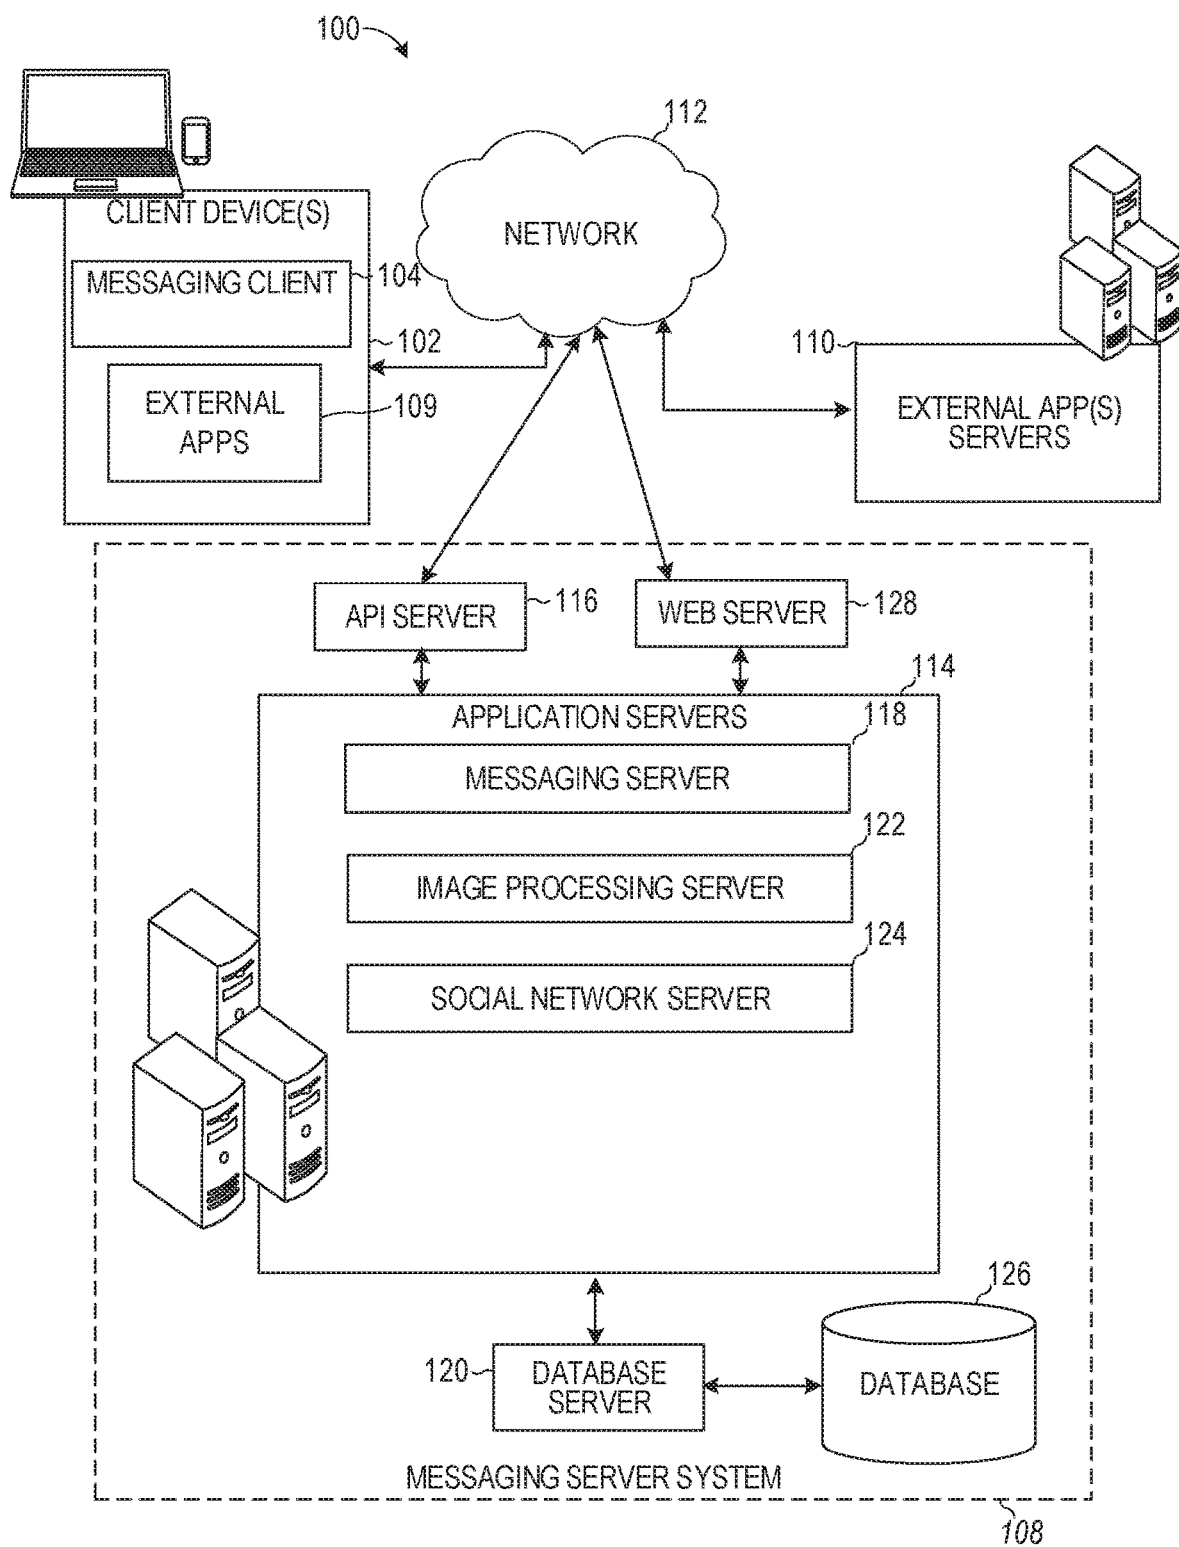 100
112
NETWORK
CLIENT DEVICE(S)
MESSAGING CLIENT
104
102
EXTERNAL
APPS
109
110
EXTERNAL APP(S)
SERVERS
API SERVER
116
WEB SERVER
128
114
APPLICATION SERVERS
118
MESSAGING SERVER
122
IMAGE PROCESSING SERVER
124
SOCIAL NETWORK SERVER
126
120
DATABASE
SERVER
DATABASE
MESSAGING SERVER SYSTEM
108